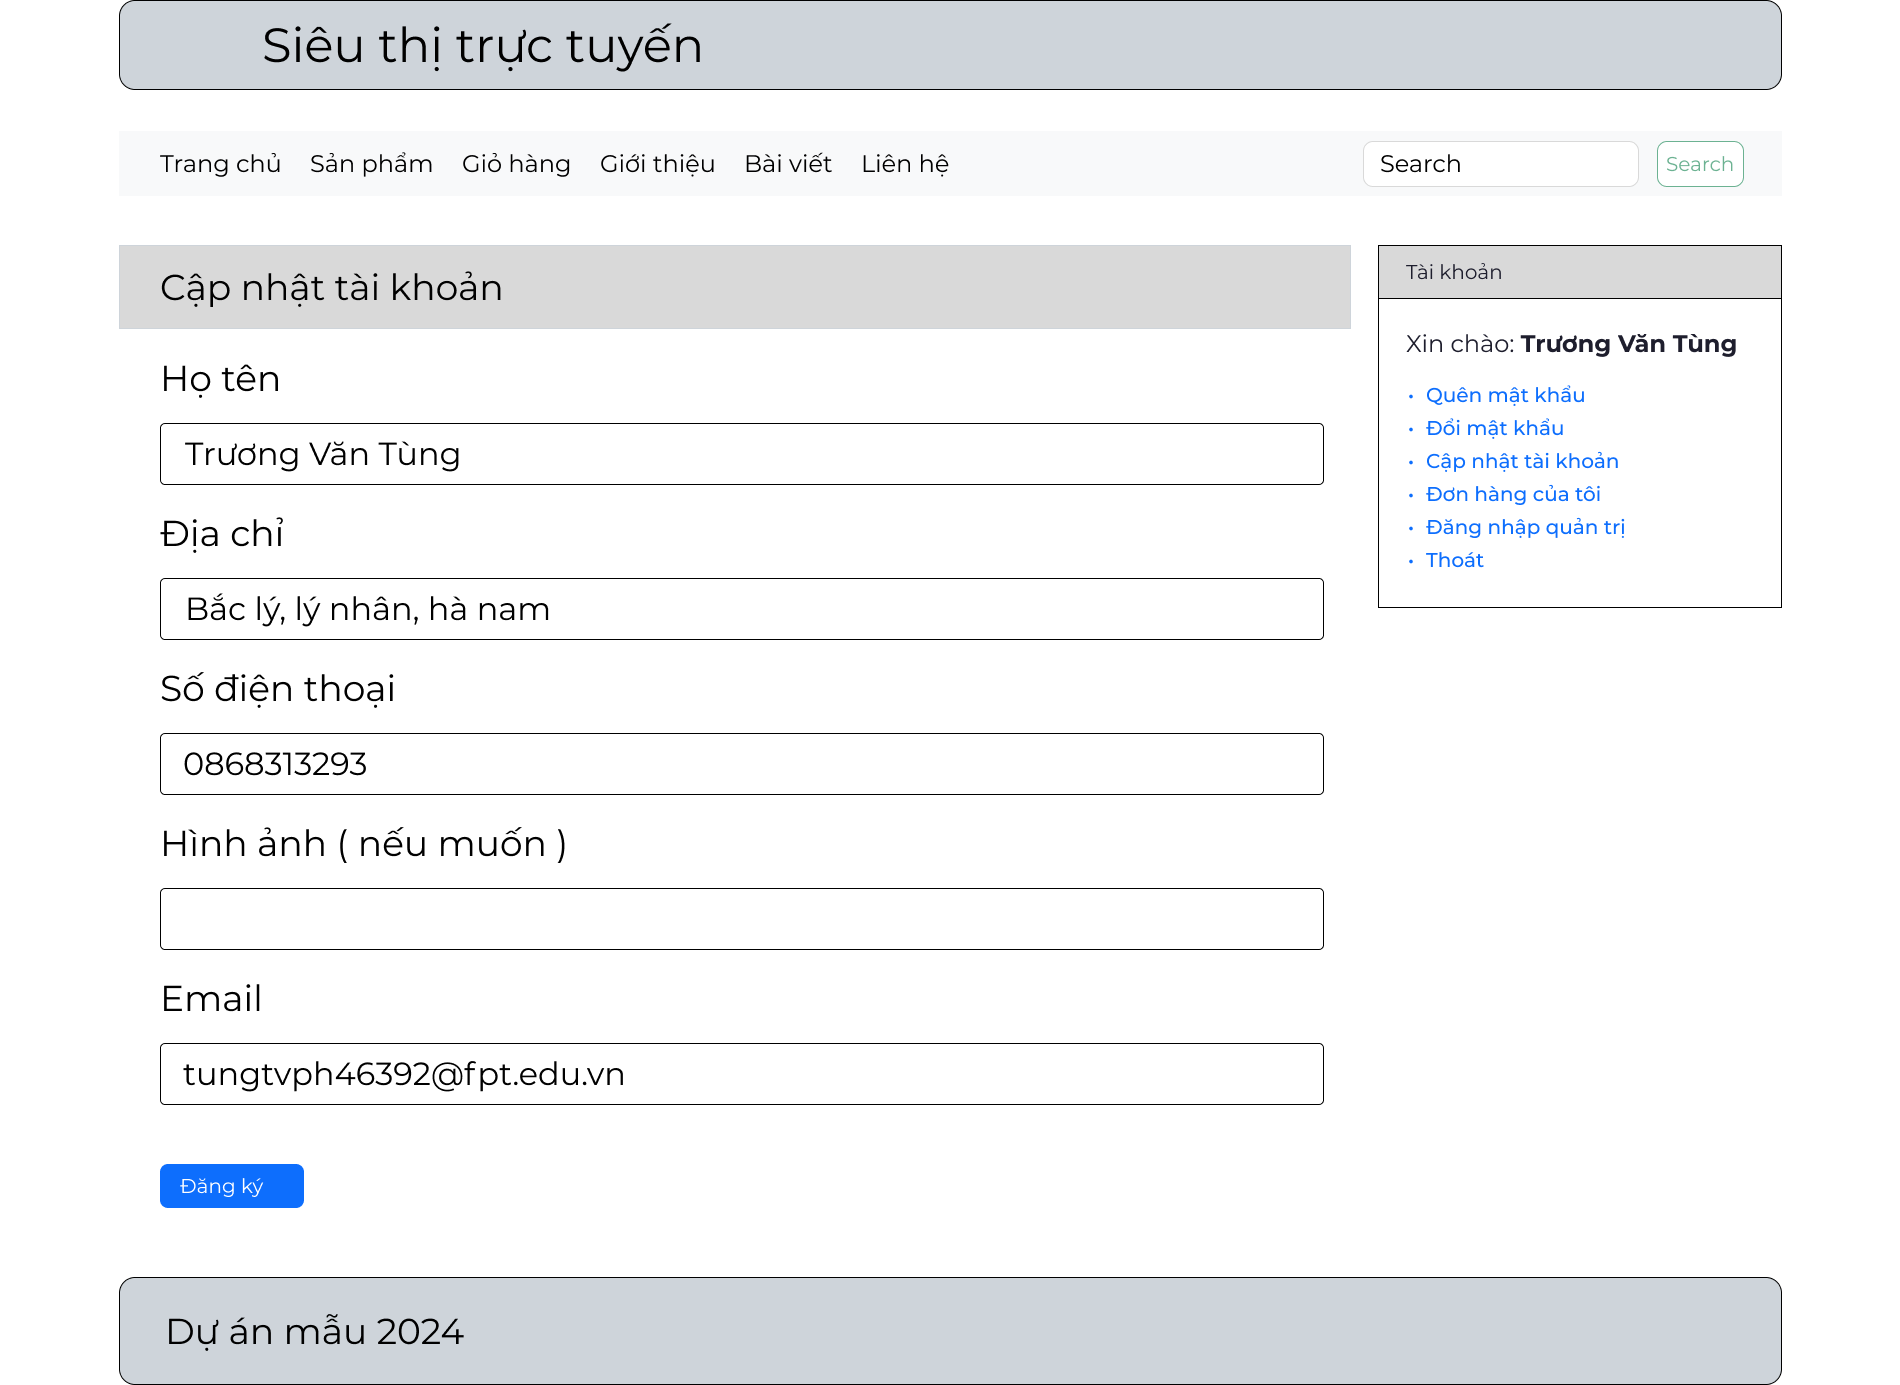 Siêu thị trực tuyến
Trang chủ Sản phẩm Giỏ hàng Giới thiệu Bài viết Liên hệ Search Search
Cập nhật tài khoản
Họ tên
Trương Văn Tùng
Địa chỉ
Bắc lý, lý nhân, hà nam
Số điện thoại
0868313293
Hình ảnh ( nếu muốn )
Email
tungtvph46392@fpt.edu.vn
Đăng ký
Tài khoản
Xin chào: Trương Văn Tùng
• Quên mật khẩu
• Đổi mật khẩu
• Cập nhật tài khoản
• Đơn hàng của tôi
• Đăng nhập quản trị
• Thoát
Dự án mẫu 2024